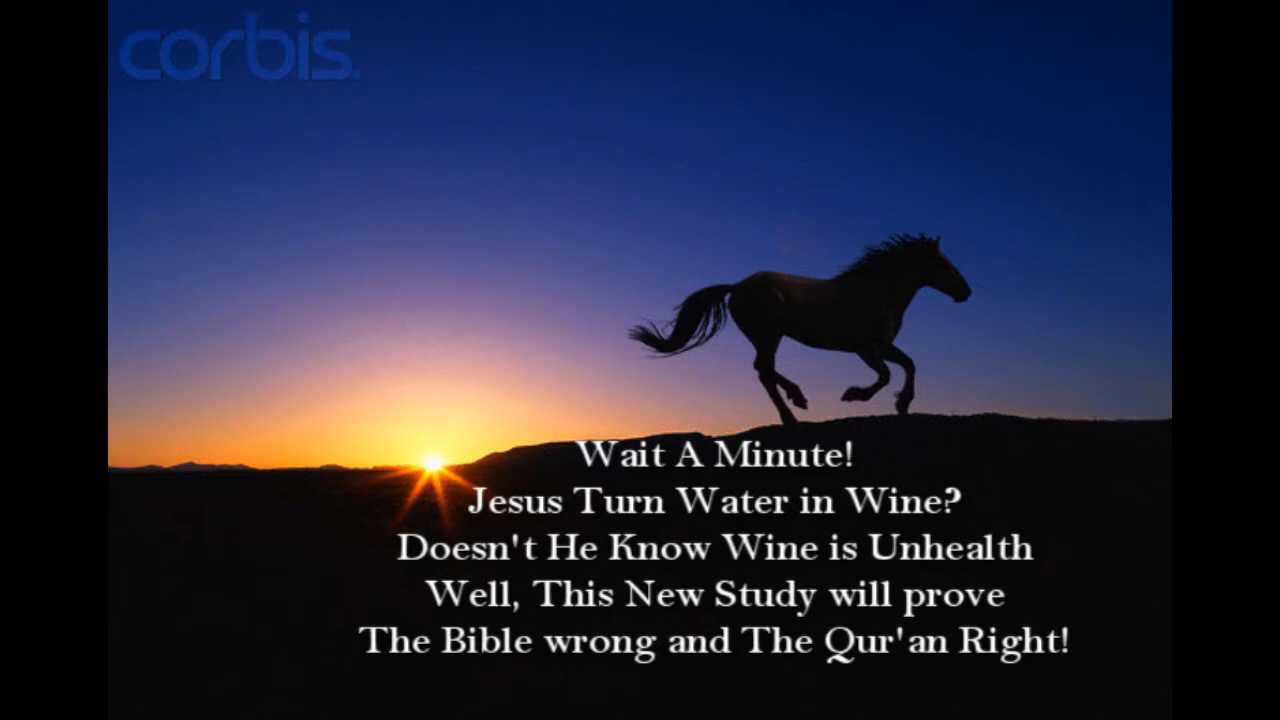 corbis.
Wait A Minute!
Jesus Turn Water in Wine?
Doesn't He Know Wine is Unhealth
Well, This New Study will prove
The Bible wrong and The Qur'an Right!